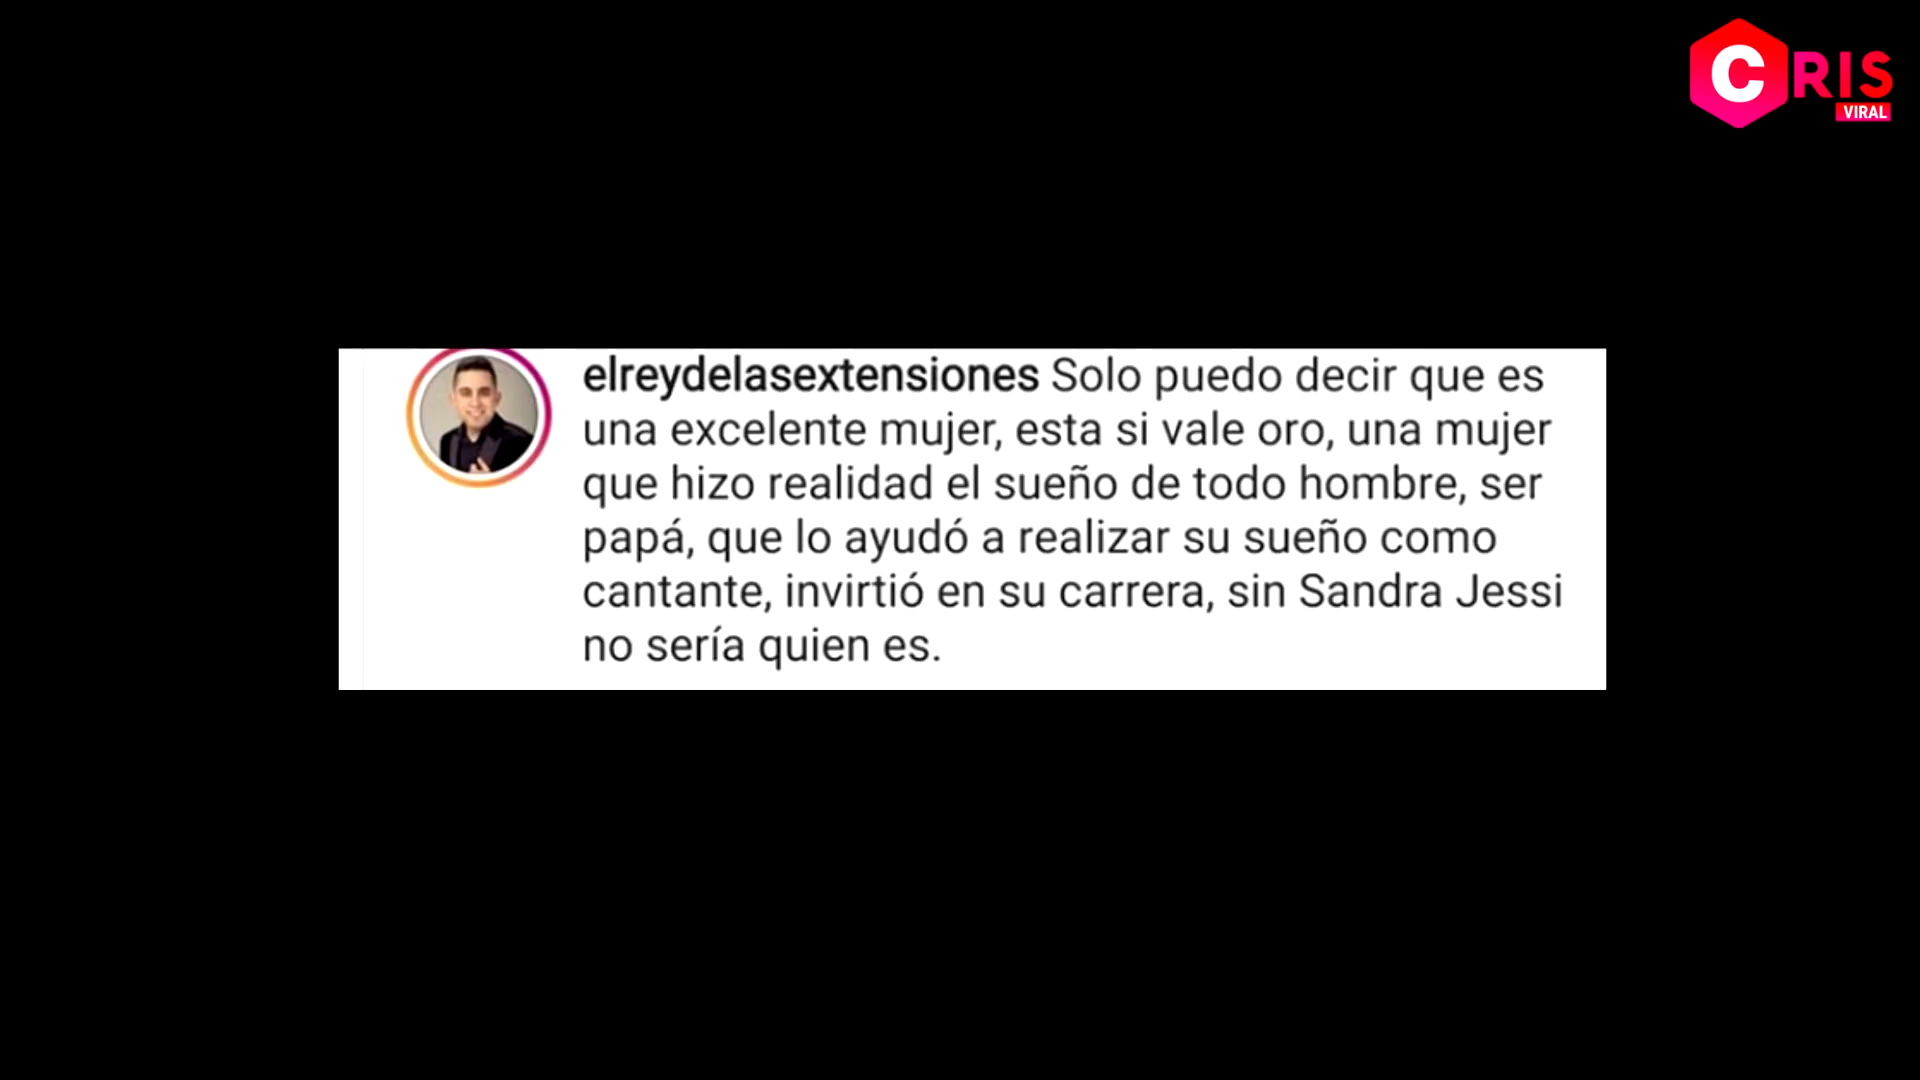 CRIS
VIRAL
elreydelasextensiones Solo puedo decir que es
una excelente mujer, esta si vale oro, una mujer
que hizo realidad el sueño de todo hombre, ser
papá, que lo ayudó a realizar su sueño como
cantante, invirtió en su carrera, sin Sandra Jessi
no sería quien es.